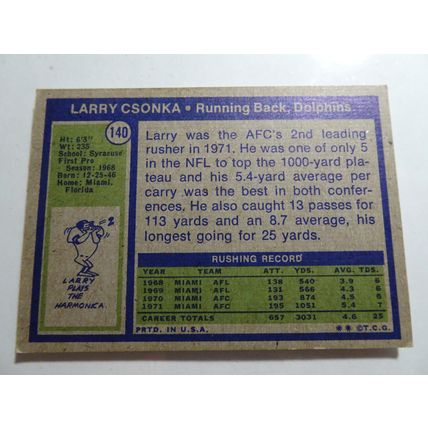 LARRY CSONKA • Running Back, Dolphins
140
Ht: 6'3"
Wt: 235
School: Syracuse
First Pro
Season: 1968
Born: 12-25-46
Home: Miami,
Florida
Larry was the AFC's 2nd leading
rusher in 1971. He was one of only 5
in the NFL to top the 1000-yard pla-
teau and his 5.4-yard average per
carry was the best in both confer-
ences. He also caught 13 passes for
113 yards and an 8.7 average, his
longest going for 25 yards.
LARRY
PLAYS
THE
HARMONICA.
RUSHING RECORD
YEAR TEAM ATT. YDS. AVG. TDS.
1968 MIAMI AFL 138 540 3.9 6
1969 MIAMI AFL 131 566 4.3
1970 MIAMI AFC 193 874 4.5 6
1971 MIAMI AFC 195 1051 5.4 7
CAREER TOTALS 657 3031 4.6 25
PRTD. IN U.S.A.
** ©T.C.G.